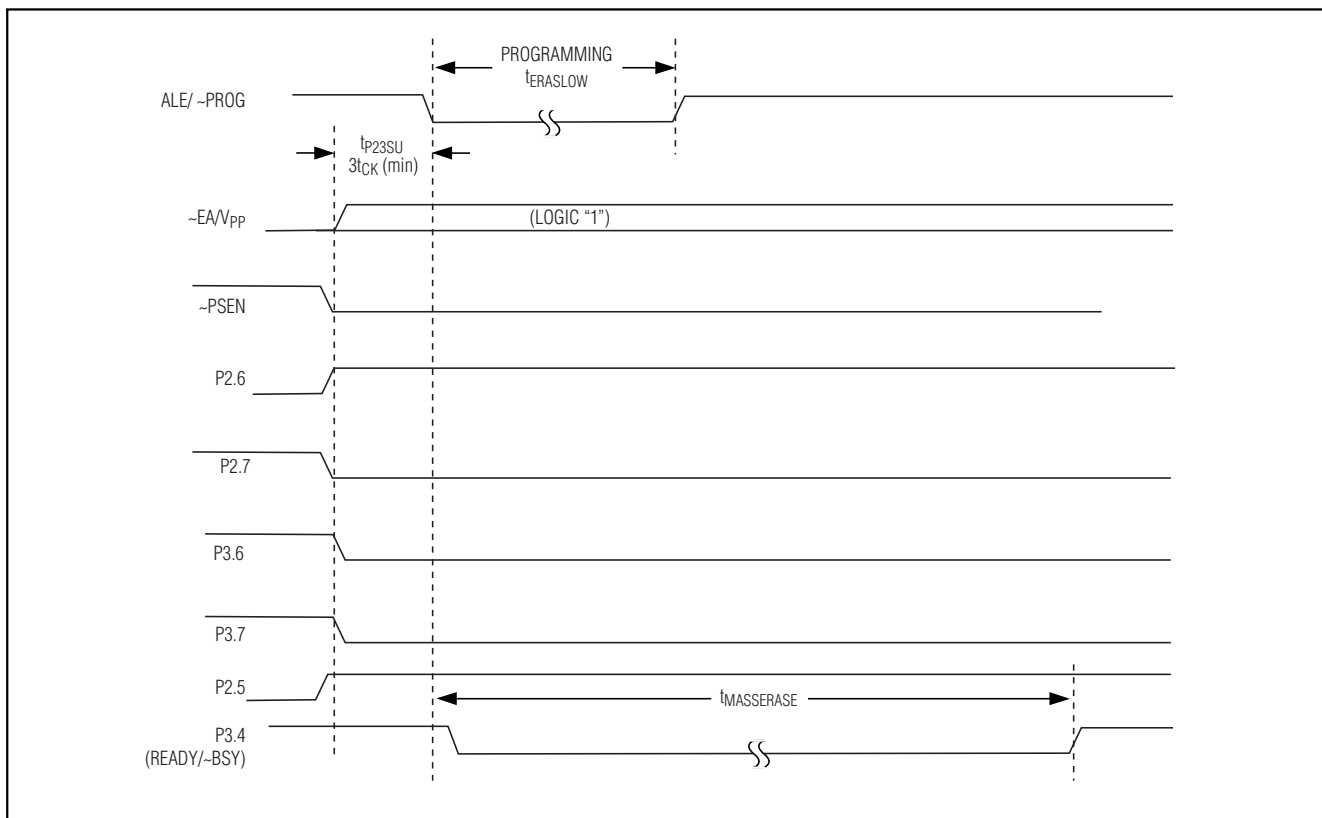 PROGRAMMING
tERASLOW
ALE/ ~PROG
tP23SU
3tCK (min)
~EA/VPP
(LOGIC “1”)
~PSEN
P2.6
P2.7
P3.6
P3.7
P2.5
tMASSERASE
P3.4
(READY/~BSY)